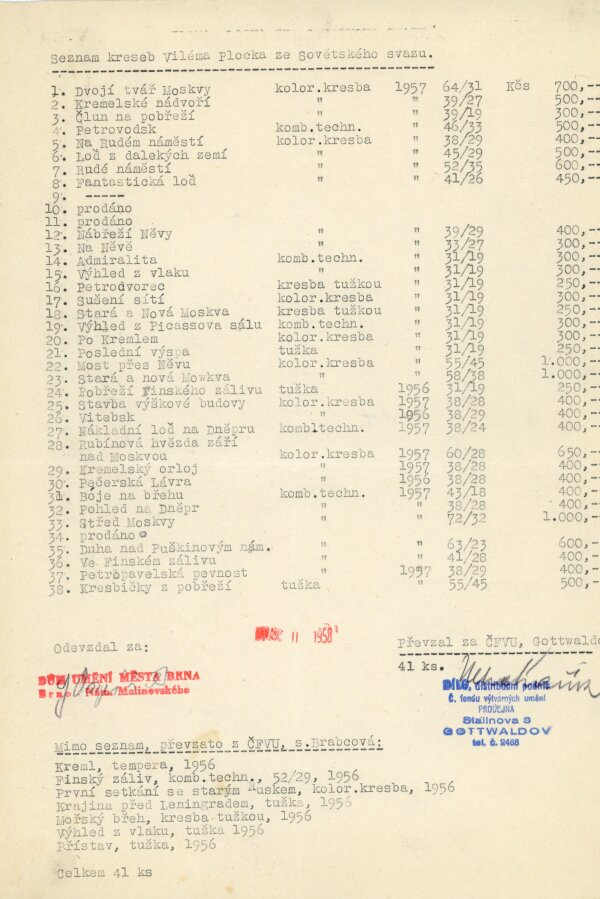 Seznam kreseb Viléma Plocka ze Sovětského svazu.
1. Dvojí tvář Moskvy kolor.kresba 1957 64/31 Kčs 700,--
2. Kremelské nádvoří " " 39/27 500,--
3. Člun na pobřeží " " 39/19 300,--
4. Petrovodsk komb.techn. " 46/33 500,--
5. Na Rudém náměstí kolor.kresba " 38/29 400,--
6. Loď z dalekých zemí " " 45/29 500,--
7. Rudé náměstí " " 52/35 600,--
8. Fantastická loď " " 41/26 450,--
9. -----
10. prodáno
11. prodáno
12. Nábřeží Něvy " " 39/29 400,--
13. Na Něvě " " 33/27 300,--
14. Admiralita komb.techn. " 31/19 300,--
15. Výhled z vlaku " " 31/19 300,--
16. Petrodvorec kresba tužkou " 31/19 250,--
17. Sušení sítí kolor.kresba " 31/19 300,--
18. Stará a Nová Moskva kresba tužkou " 31/19 250,--
19. Výhled z Picassova sálu komb.techn. " 31/19 300,--
20. Po Kremlem kolor.kresba " 31/19 300,--
21. Poslední výspa tužka " 31/19 250,--
22. Most přes Něvu kolor.kresba " 55/45 1.000,--
23. Stará a nová Mowkva " " 58/38 1.000,--
24. Pobřeží Finského zálivu tužka 1956 31/19 250,--
25. Stavba výškové budovy kolor.kresba 1957 38/28 400,--
26. Vitebsk " 1956 38/29 400,--
27. Nákladní loď na Dněpru kombltechn. 1957 38/24 400,--
28. Rubínová hvězda září
nad Moskvou kolor.kresba 1957 60/28 650,--
29. Kremelský orloj " 1957 38/28 400,--
30. Pečerská Lávra " 1956 38/28 400,--
31. Bóje na břehu komb.techn. 1957 43/18 400,--
32. Pohled na Dněpr " " 38/28 400,--
33. Střed Moskvy " " 72/32 1.000,--
34. prodáno
35. Duha nad Puškinovým nám. " " 63/23 600,--
36. Ve Finském zálivu " " 41/28 400,--
37. Petropavelská pevnost " 1957 38/29 400,--
38. Kresbičky z pobřeží tužka " 55/45 500,--
11 1958
Odevzdal za: Převzal za ČFVU, Gottwaldo
41 ks.
DŮM UMĚNÍ MĚSTA BRNA
Brno, Nám. Malinovského
DÍLO, distribuční podnik
Č. fondu výtvarných umění
PRODEJNA
Stalinova 3
GOTTWALDOV
tel. č. 2458
Mimo seznam, převzato z ČFVU, s.Brabcová:
Kreml, tempera, 1956
Finský záliv, komb.techn., 52/29, 1956
První setkání se starým Ruskem, kolor.kresba, 1956
Krajina před Leningradem, tužka, 1956
Mořský břeh, kresba tužkou, 1956
Výhled z vlaku, tužka 1956
Přístav, tužka, 1956
Celkem 41 ks